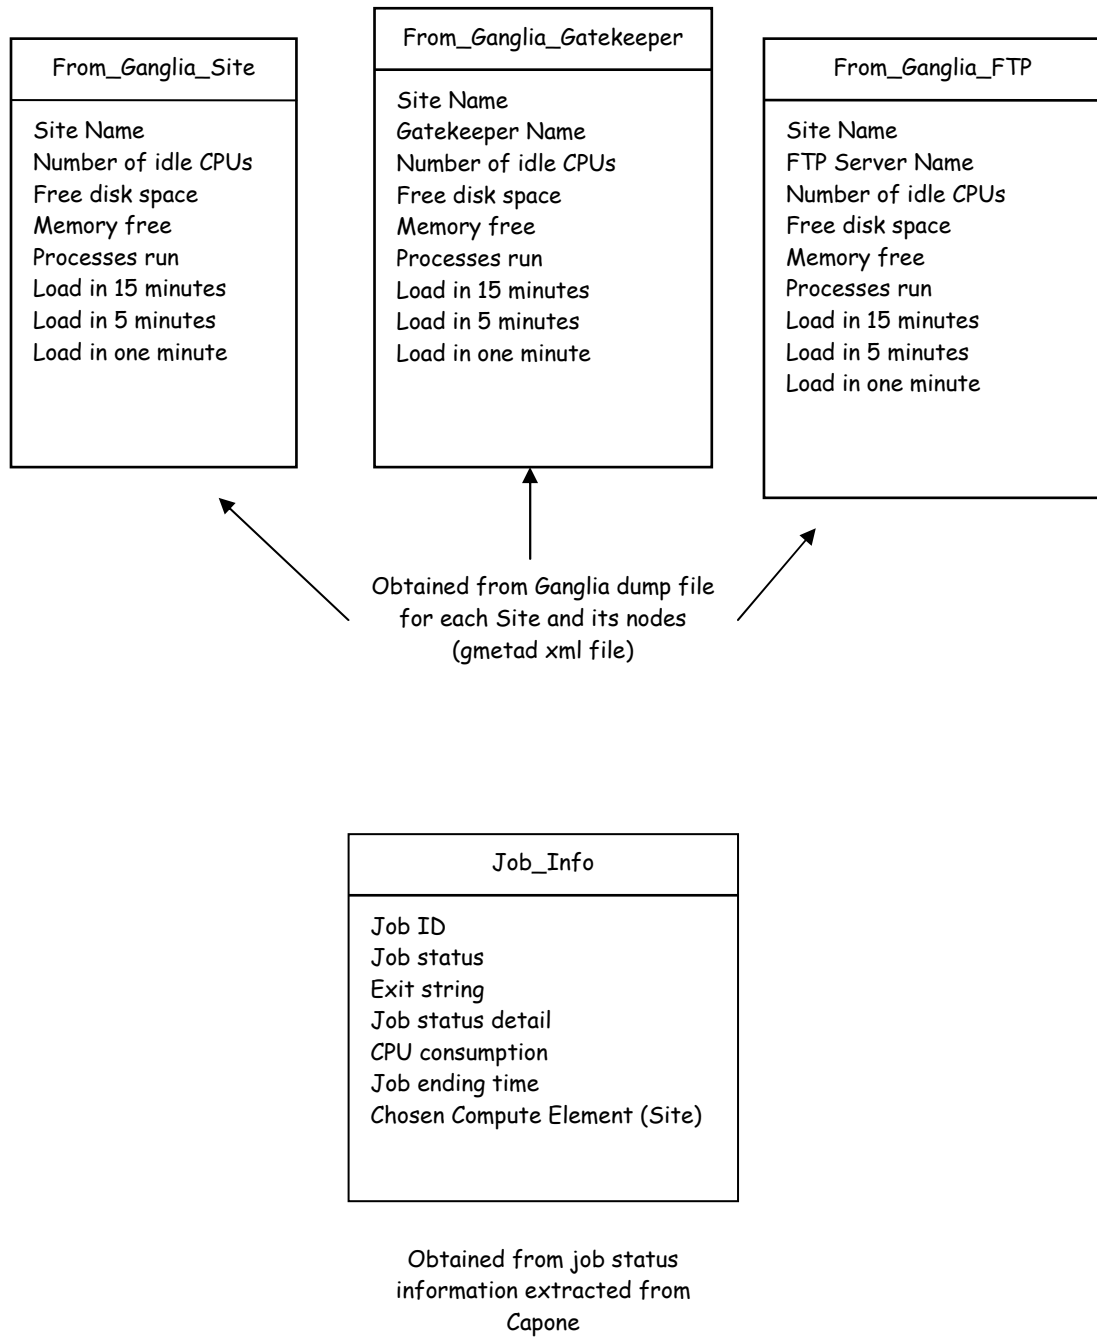 From_Ganglia_Site
Site Name
Number of idle CPUs
Free disk space
Memory free
Processes run
Load in 15 minutes
Load in 5 minutes
Load in one minute
From_Ganglia_Gatekeeper
Site Name
Gatekeeper Name
Number of idle CPUs
Free disk space
Memory free
Processes run
Load in 15 minutes
Load in 5 minutes
Load in one minute
From_Ganglia_FTP
Site Name
FTP Server Name
Number of idle CPUs
Free disk space
Memory free
Processes run
Load in 15 minutes
Load in 5 minutes
Load in one minute
Obtained from Ganglia dump file
for each Site and its nodes
(gmetad xml file)
Job_Info
Job ID
Job status
Exit string
Job status detail
CPU consumption
Job ending time
Chosen Compute Element (Site)
Obtained from job status
information extracted from
Capone